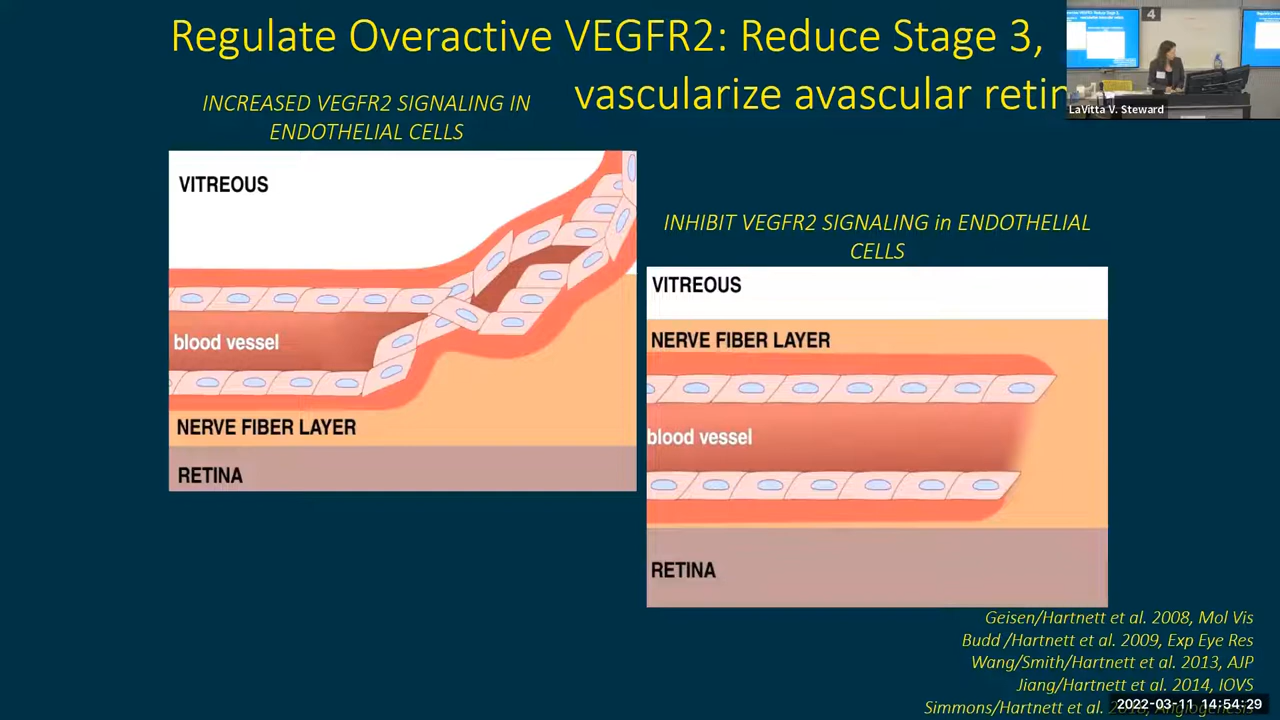 Regulate Overactive VEGFR2: Reduce Stage 3,
vascularize avascular retin
4
LaVitta V. Steward
INCREASED VEGFR2 SIGNALING IN
ENDOTHELIAL CELLS
VITREOUS
blood vessel
NERVE FIBER LAYER
RETINA
INHIBIT VEGFR2 SIGNALING in ENDOTHELIAL
CELLS
VITREOUS
NERVE FIBER LAYER
blood vessel
RETINA
Geisen/Hartnett et al. 2008, Mol Vis
Budd /Hartnett et al. 2009, Exp Eye Res
Wang/Smith/Hartnett et al. 2013, AJP
Jiang/Hartnett et al. 2014, IOVS
Simmons/Hartnett et al.
2022-03-11 14:54:29